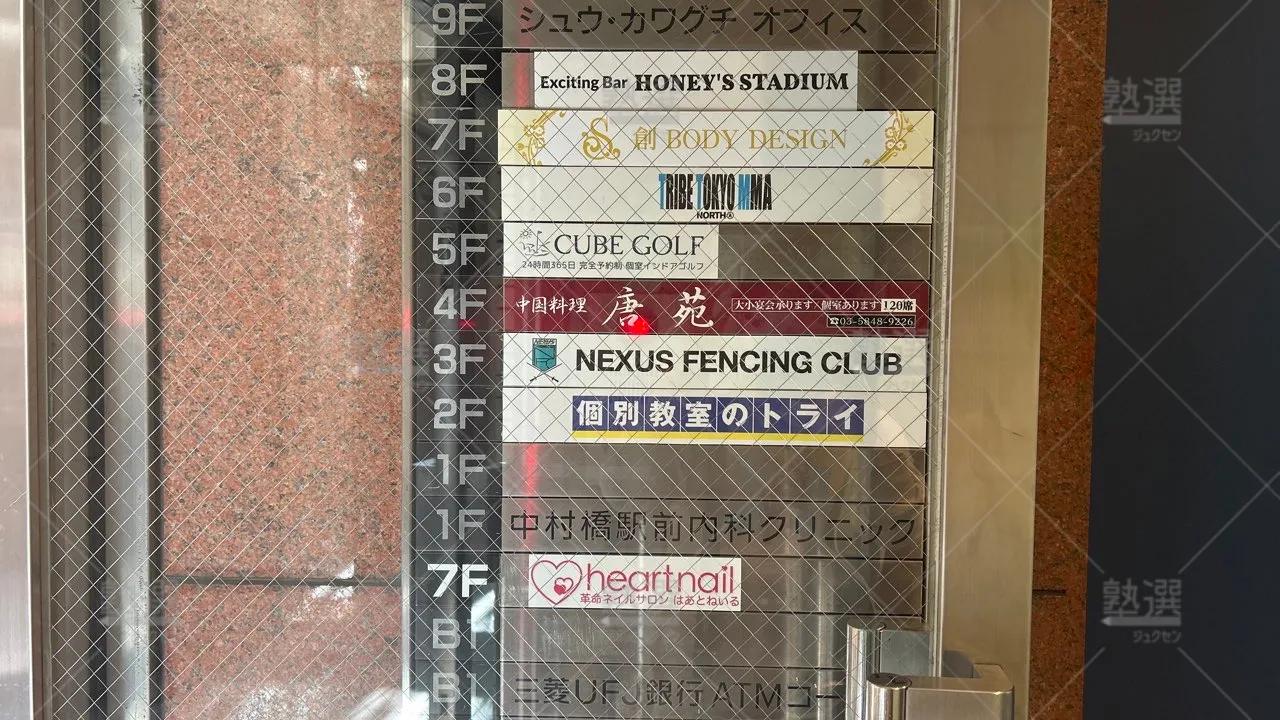 9F シュウ・カワグチ オフィス
8F Exciting Bar HONEY'S STADIUM
7F S 創 BODY DESIGN
6F TRIBE TOKYO MMA
NORTH
5F CUBE GOLF
24時間365日 完全予約制 個室インドアゴルフ
4F 中国料理 唐苑 大小宴会承ります 個室あります 120席
☎03-5848-9226
3F NEXUS FENCING CLUB
2F 個別教室のトライ
1F
1F 中村橋駅前内科クリニック
7F heartnail
革命ネイルサロン はあとねいる
B1
B1 三菱UFJ銀行 ATMコー
塾選
ジュクセン
塾選
ジュクセン